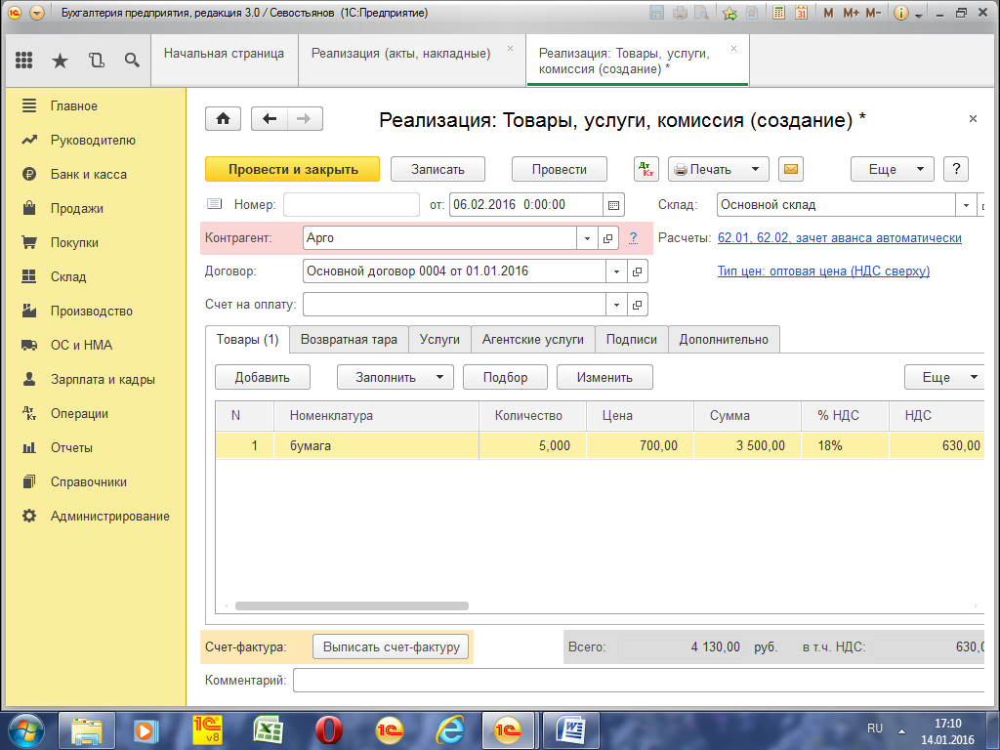 Бухгалтерия предприятия, редакция 3.0 / Севостьянов (1С:Предприятие)
M M+ M-
Начальная страница
Реализация (акты, накладные)
Реализация: Товары, услуги,
комиссия (создание) *
Главное
Руководителю
Банк и касса
Продажи
Покупки
Склад
Производство
ОС и НМА
Зарплата и кадры
Операции
Отчеты
Справочники
Администрирование
Реализация: Товары, услуги, комиссия (создание) *
Провести и закрыть Записать Провести Дт Кт Печать Еще ?
Номер: от: 06.02.2016 0:00:00 Склад: Основной склад
Контрагент: Арго ? Расчеты: 62.01, 62.02, зачет аванса автоматически
Договор: Основной договор 0004 от 01.01.2016 Тип цен: оптовая цена (НДС сверху)
Счет на оплату:
Товары (1) Возвратная тара Услуги Агентские услуги Подписи Дополнительно
Добавить Заполнить Подбор Изменить Еще
N Номенклатура Количество Цена Сумма % НДС НДС
1 бумага 5,000 700,00 3 500,00 18% 630,00
Счет-фактура: Выписать счет-фактуру Всего: 4 130,00 руб. в т.ч. НДС: 630,0
Комментарий:
RU 17:10
14.01.2016